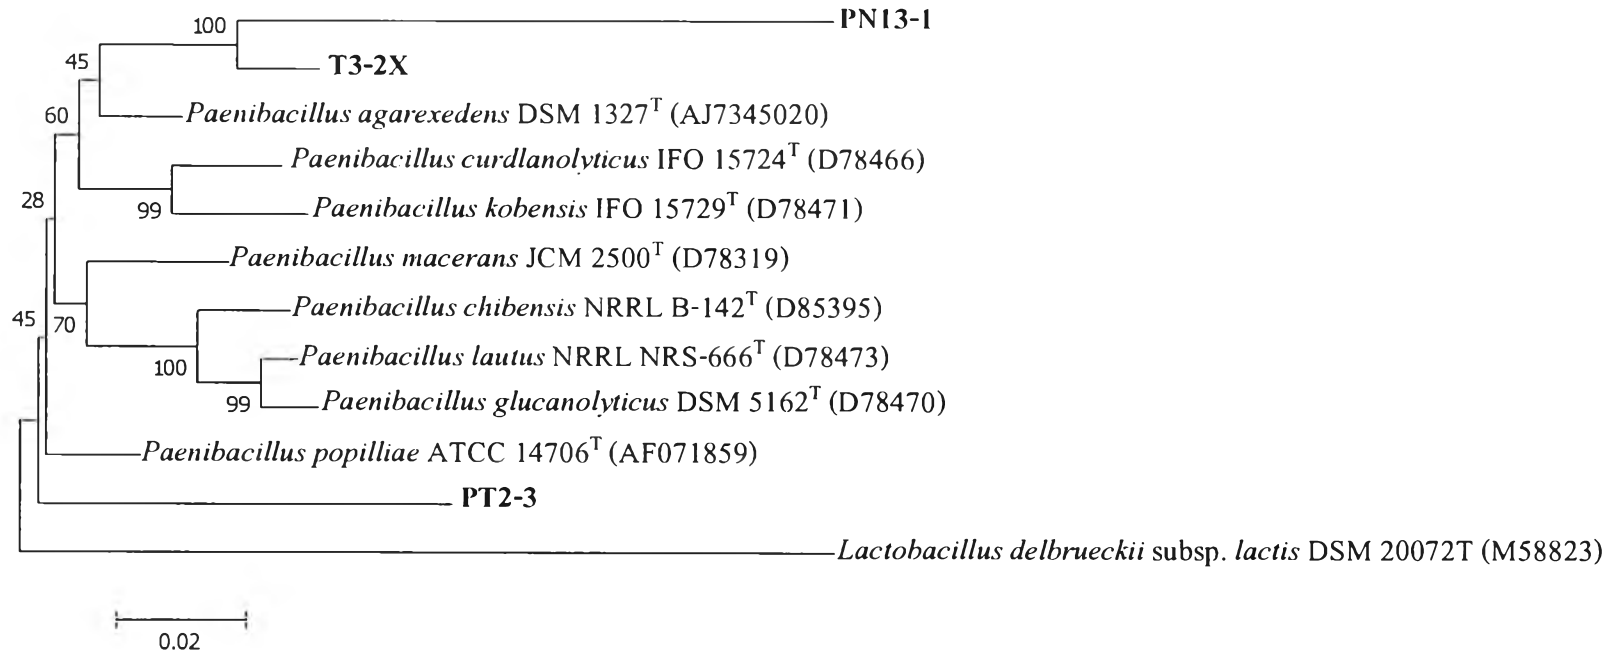 100
PN13-1
45
T3-2X
60
Paenibacillus agarexedens DSM 1327T (AJ7345020)
Paenibacillus curdlanolyticus IFO 15724T (D78466)
28
99
Paenibacillus kobensis IFO 15729T (D78471)
Paenibacillus macerans JCM 2500T (D78319)
Paenibacillus chibensis NRRL B-142T (D85395)
45
70
Paenibacillus lautus NRRL NRS-666T (D78473)
100
99
Paenibacillus glucanolyticus DSM 5162T (D78470)
Paenibacillus popilliae ATCC 14706T (AF071859)
PT2-3
Lactobacillus delbrueckii subsp. lactis DSM 20072T (M58823)
0.02